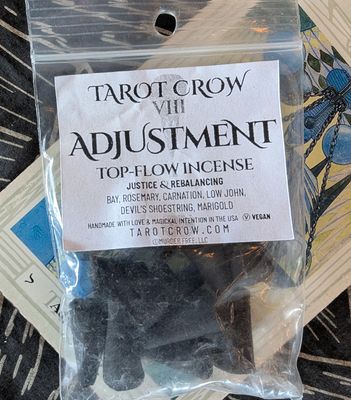 TAROT CROW
VIII
ADJUSTMENT
TOP-FLOW INCENSE
JUSTICE & REBALANCING
BAY, ROSEMARY, CARNATION, LOW JOHN,
DEVIL'S SHOESTRING, MARIGOLD
HANDMADE WITH LOVE & MAGICKAL INTENTION IN THE USA Ⓥ VEGAN
TAROTCROW.COM
©MURDER FREE, LLC
S